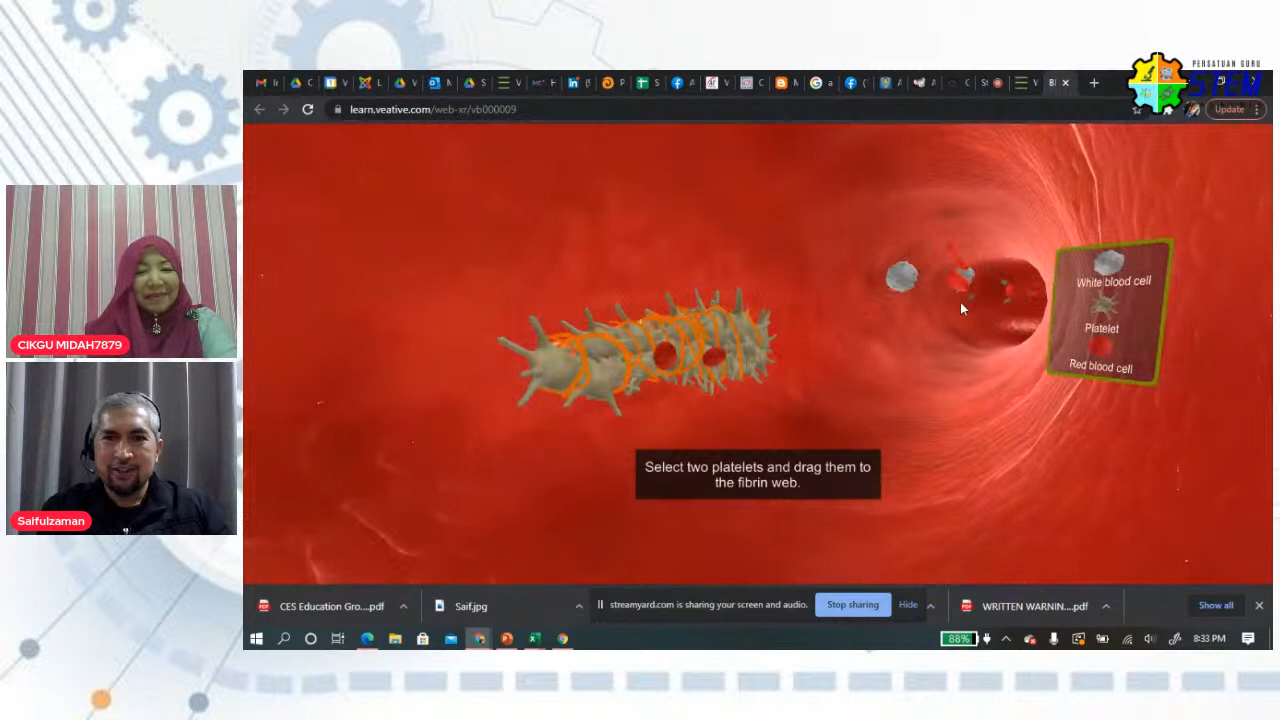 PERSATUAN GURU
STEM
learn.veative.com/web-xr/vb000009
Update
White blood cell
Platelet
Red blood cell
CIKGU MIDAH7879
Select two platelets and drag them to
the fibrin web.
Saifulzaman
CES Education Gro....pdf
Saif.jpg
streamyard.com is sharing your screen and audio.
Stop sharing
Hide
WRITTEN WARNIN....pdf
Show all
88%
8:33 PM